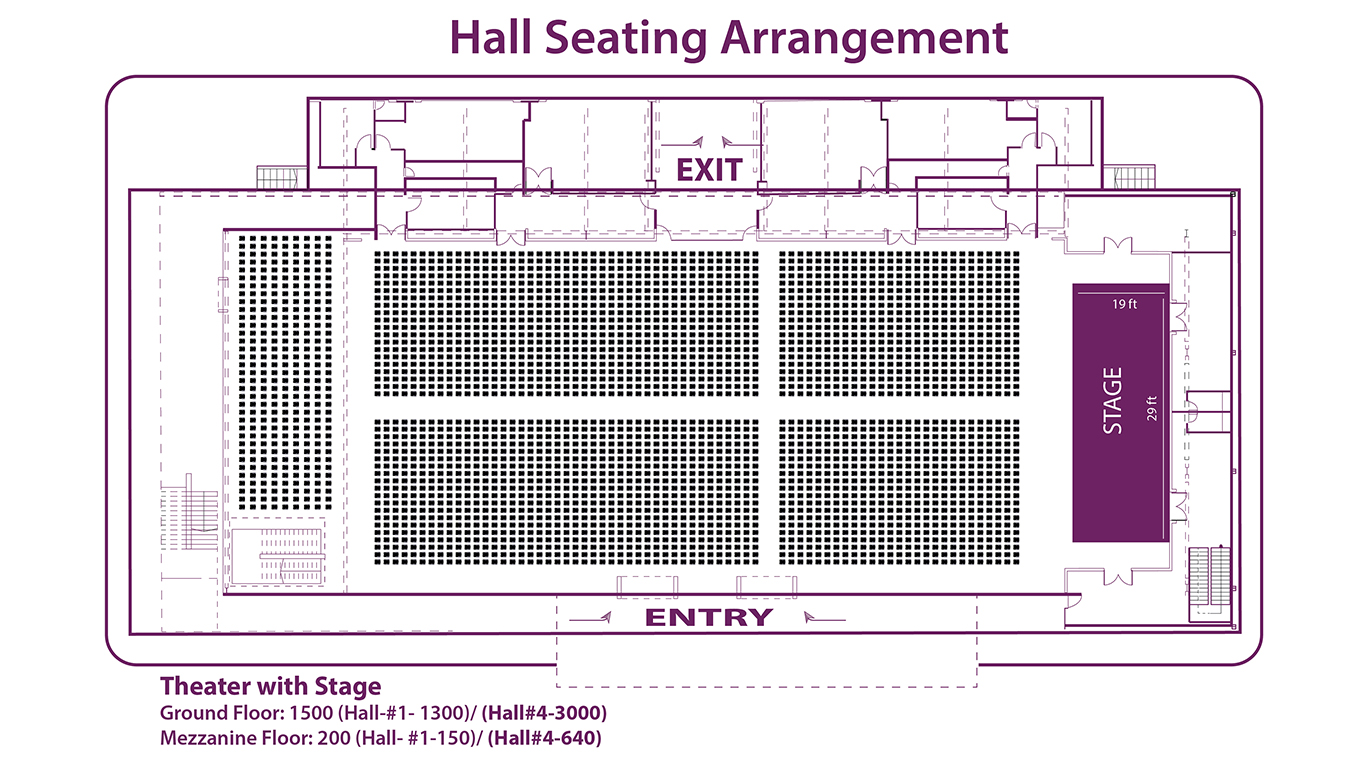 Hall Seating Arrangement
EXIT
19 ft
STAGE
29 ft
ENTRY
Theater with Stage
Ground Floor: 1500 (Hall-#1- 1300)/ (Hall#4-3000)
Mezzanine Floor: 200 (Hall- #1-150)/ (Hall#4-640)